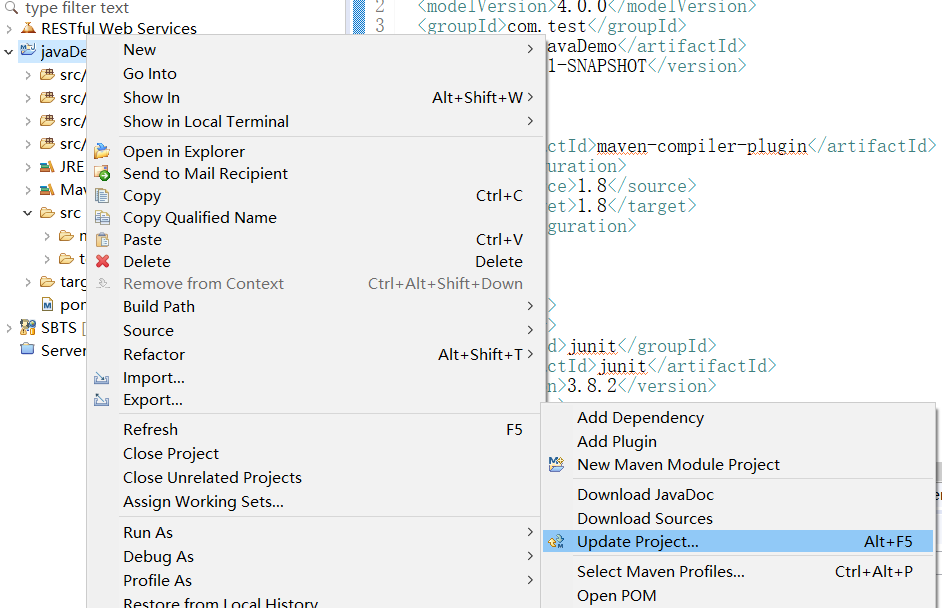 type filter text
RESTful Web Services
javaDe
src/
src/
src/
src/
JRE
Mav
src
targ
SBTS [
Server
New
Go Into
Show In Alt+Shift+W
Show in Local Terminal
Open in Explorer
Send to Mail Recipient
Copy Ctrl+C
Copy Qualified Name
Paste Ctrl+V
Delete Delete
Remove from Context Ctrl+Alt+Shift+Down
Build Path
Source
Refactor Alt+Shift+T
Import...
Export...
Refresh F5
Close Project
Close Unrelated Projects
Assign Working Sets...
Run As
Debug As
Profile As
Restore from Local History
2 <modelVersion>4.0.0</modelVersion>
3 <groupId>com.test</groupId>
avaDemo</artifactId>
1-SNAPSHOT</version>
ctId>maven-compiler-plugin</artifactId>
uration>
ce>1.8</source>
et>1.8</target>
guration>
>
>
d>junit</groupId>
ctId>junit</artifactId>
n>3.8.2</version>
Add Dependency
Add Plugin
New Maven Module Project
Download JavaDoc
Download Sources
Update Project... Alt+F5
Select Maven Profiles... Ctrl+Alt+P
Open POM